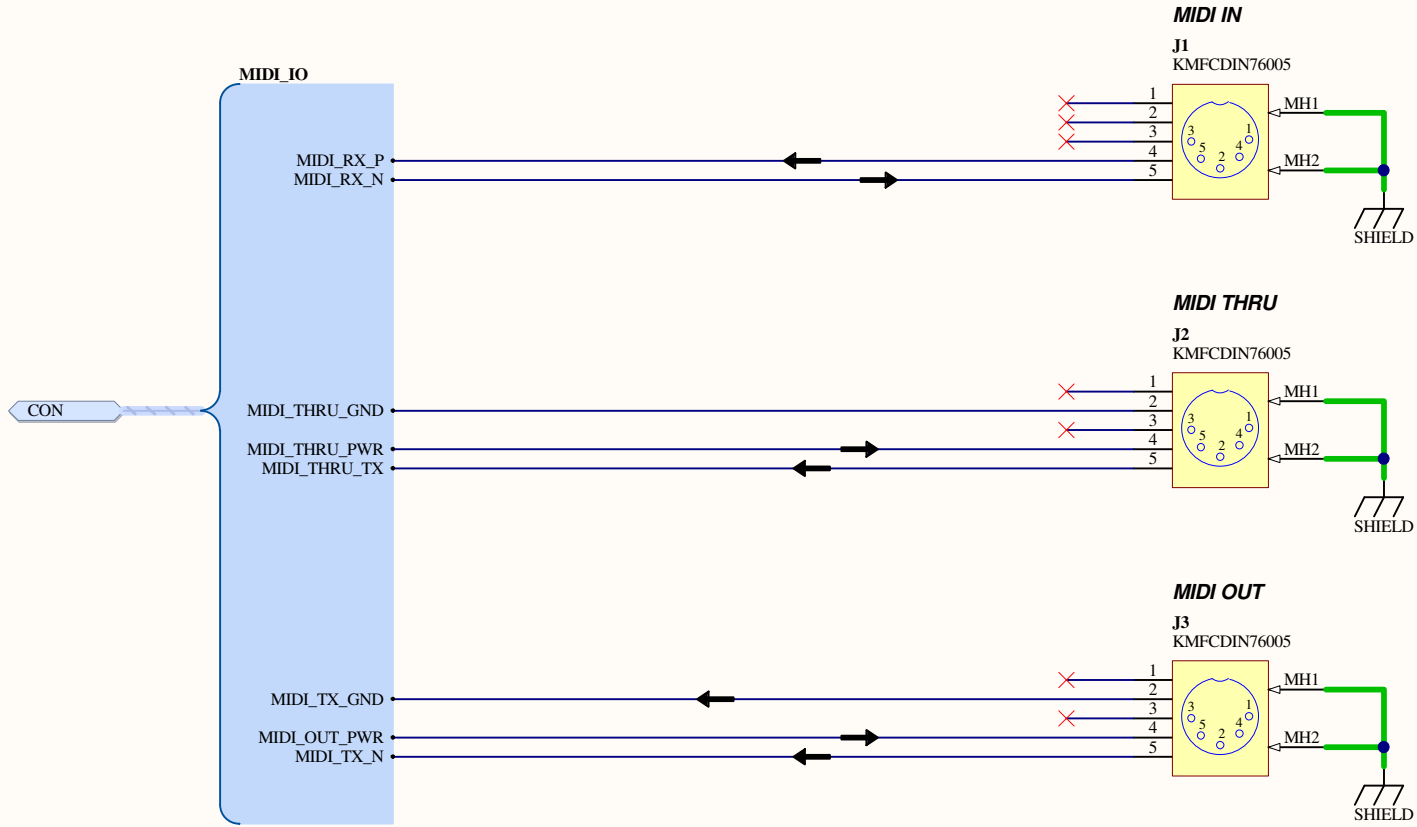 MIDI IN
J1
KMFCDIN76005
MIDI_IO
1
2
3
4
5
3
5
2
4
1
MH1
MH2
MIDI_RX_P
MIDI_RX_N
SHIELD
MIDI THRU
J2
KMFCDIN76005
CON
MIDI_THRU_GND
MIDI_THRU_PWR
MIDI_THRU_TX
1
2
3
4
5
3
5
2
4
1
MH1
MH2
SHIELD
MIDI OUT
J3
KMFCDIN76005
MIDI_TX_GND
MIDI_OUT_PWR
MIDI_TX_N
1
2
3
4
5
3
5
2
4
1
MH1
MH2
SHIELD